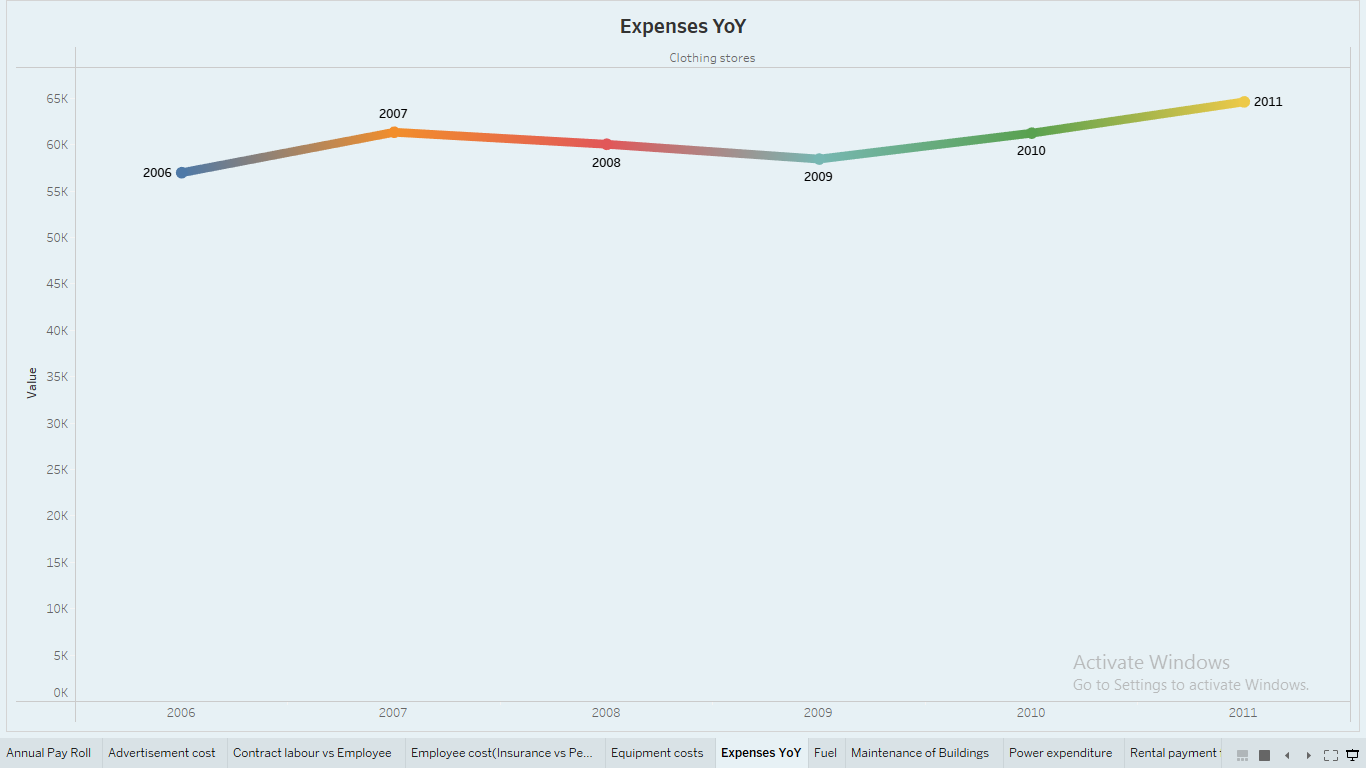 Expenses YoY
Clothing stores
65K
60K
55K
50K
45K
40K
35K
30K
25K
20K
15K
10K
5K
0K
Value
2006
2007
2008
2009
2010
2011
2006
2007
2008
2009
2010
2011
Activate Windows
Go to Settings to activate Windows.
Annual Pay Roll
Advertisement cost
Contract labour vs Employee
Employee cost(Insurance vs Pe...
Equipment costs
Expenses YoY
Fuel
Maintenance of Buildings
Power expenditure
Rental payment